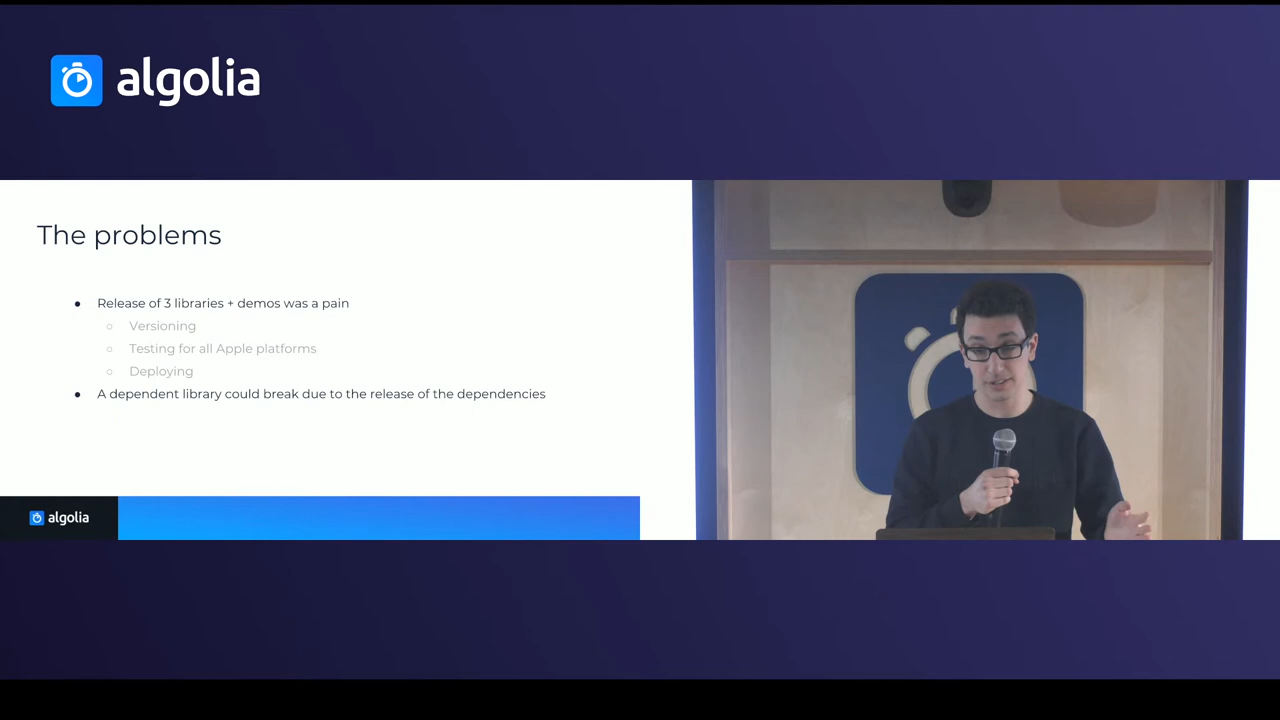 algolia
The problems
● Release of 3 libraries + demos was a pain
○ Versioning
○ Testing for all Apple platforms
○ Deploying
● A dependent library could break due to the release of the dependencies
algolia